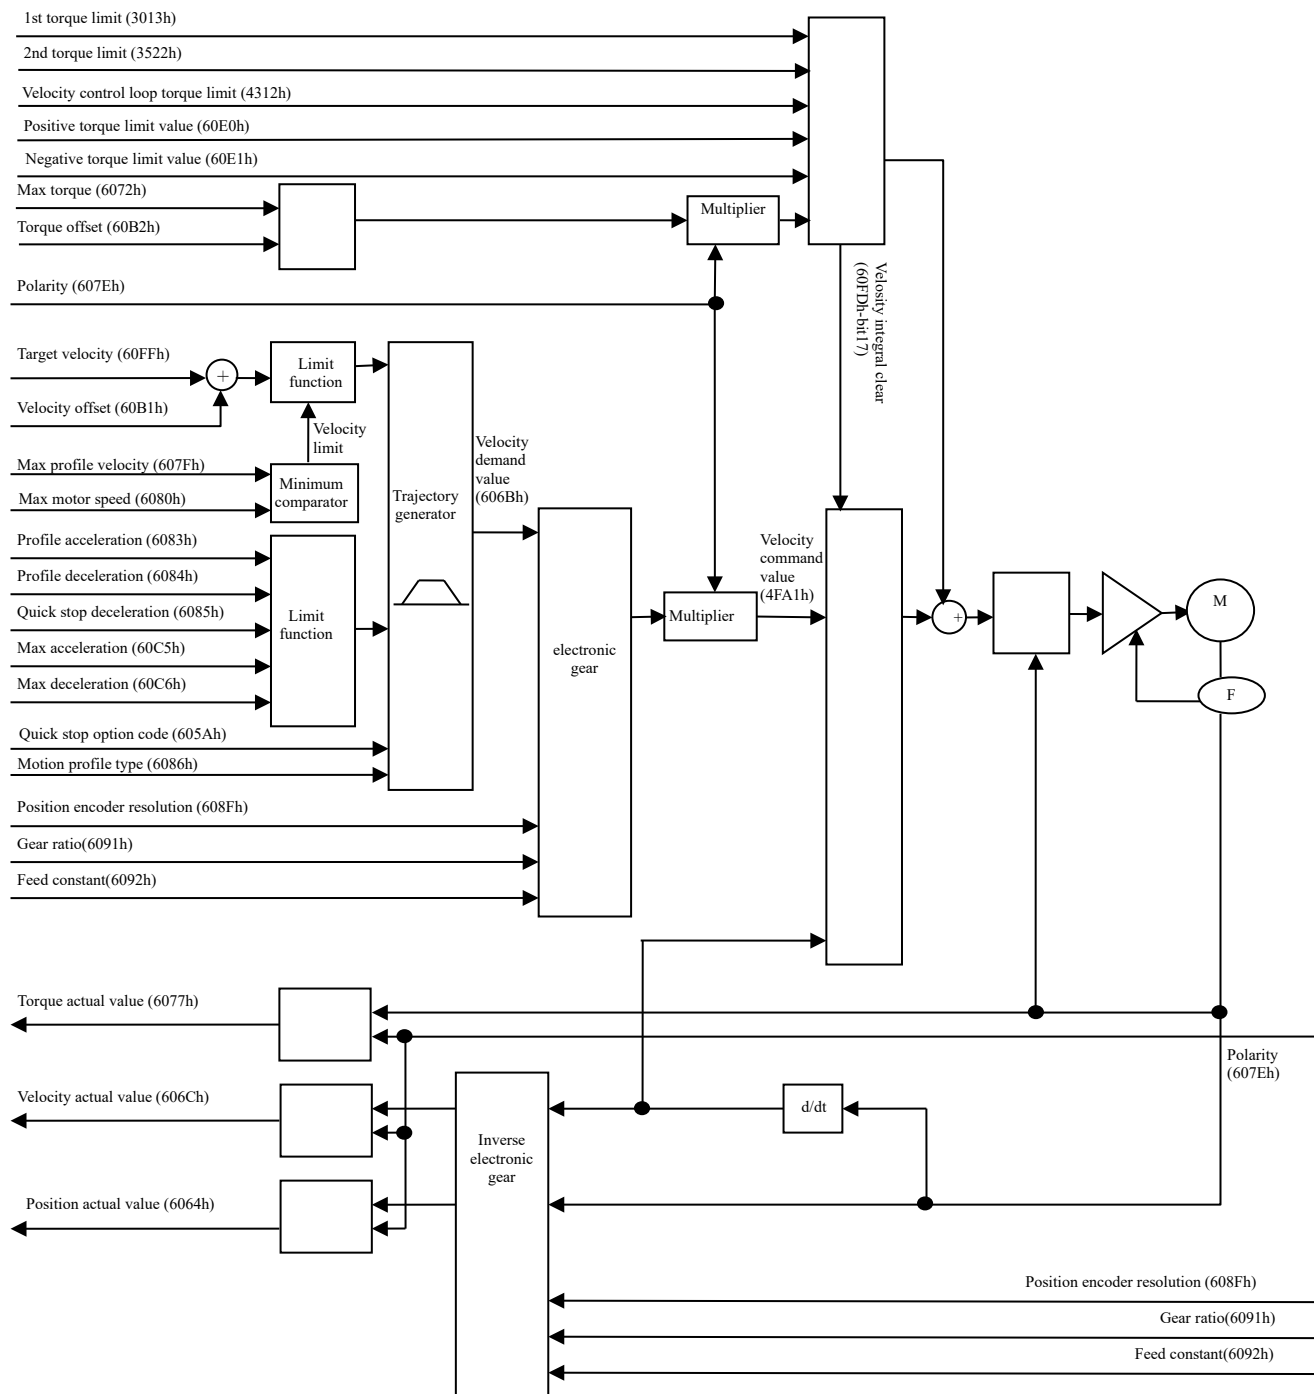 1st torque limit (3013h)
2nd torque limit (3522h)
Velocity control loop torque limit (4312h)
Positive torque limit value (60E0h)
Negative torque limit value (60E1h)
Max torque (6072h)
Torque offset (60B2h)
Multiplier
Polarity (607Eh)
Velosity integral clear
(60FDh-bit17)
Target velocity (60FFh)
+
Limit
function
Velocity offset (60B1h)
Velocity
limit
Max profile velocity (607Fh)
Max motor speed (6080h)
Minimum
comparator
Trajectory
generator
Velocity
demand
value
(606Bh)
Profile acceleration (6083h)
Profile deceleration (6084h)
Quick stop deceleration (6085h)
Max acceleration (60C5h)
Max deceleration (60C6h)
Limit
function
electronic
gear
Multiplier
Velocity
command
value
(4FA1h)
+
M
F
Quick stop option code (605Ah)
Motion profile type (6086h)
Position encoder resolution (608Fh)
Gear ratio(6091h)
Feed constant(6092h)
Torque actual value (6077h)
Polarity
(607Eh)
Velocity actual value (606Ch)
d/dt
Inverse
electronic
gear
Position actual value (6064h)
Position encoder resolution (608Fh)
Gear ratio(6091h)
Feed constant(6092h)